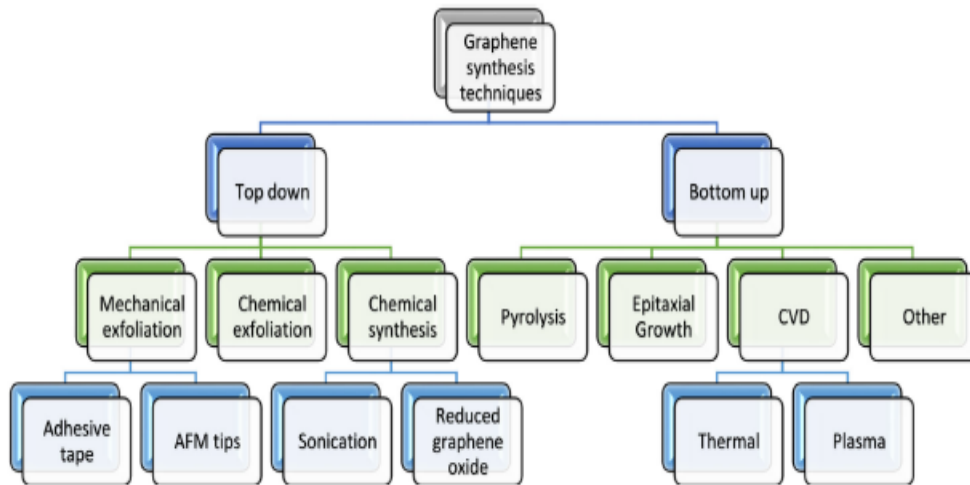 Graphene
synthesis
techniques
Top down
Bottom up
Mechanical
exfoliation
Chemical
exfoliation
Chemical
synthesis
Pyrolysis
Epitaxial
Growth
CVD
Other
Adhesive
tape
AFM tips
Sonication
Reduced
graphene
oxide
Thermal
Plasma